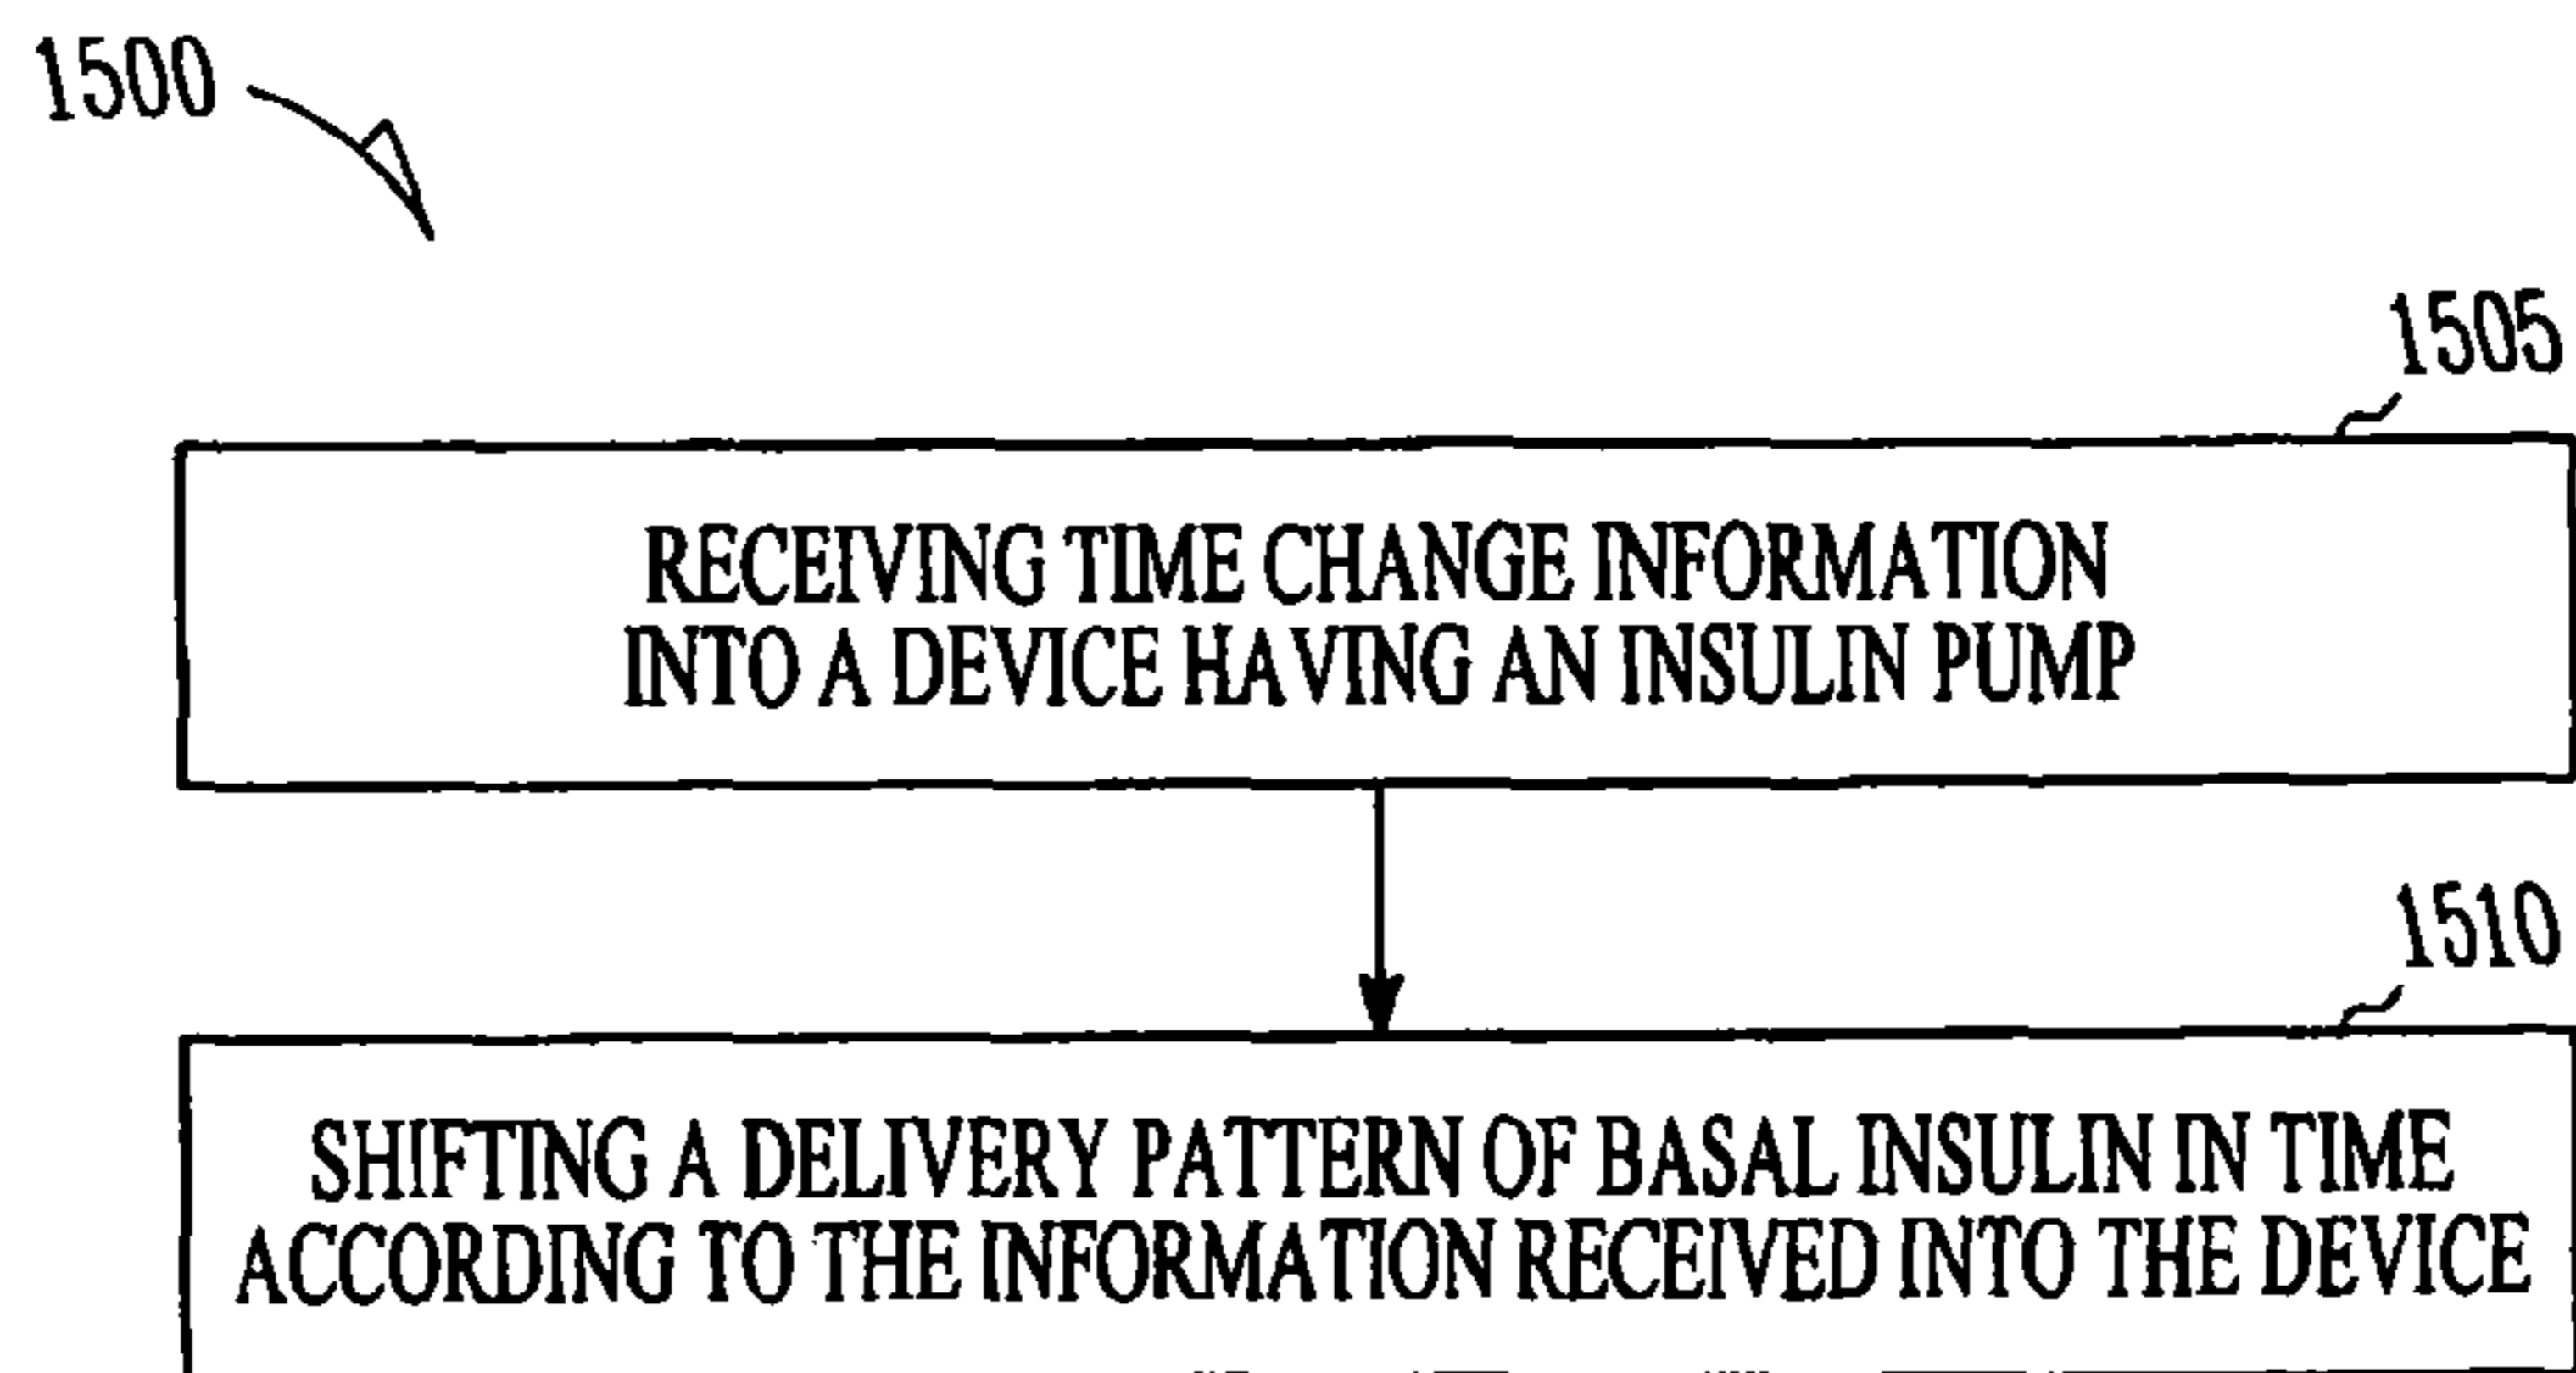 1500
1505
RECEIVING TIME CHANGE INFORMATION
INTO A DEVICE HAVING AN INSULIN PUMP
1510
SHIFTING A DELIVERY PATTERN OF BASAL INSULIN IN TIME
ACCORDING TO THE INFORMATION RECEIVED INTO THE DEVICE